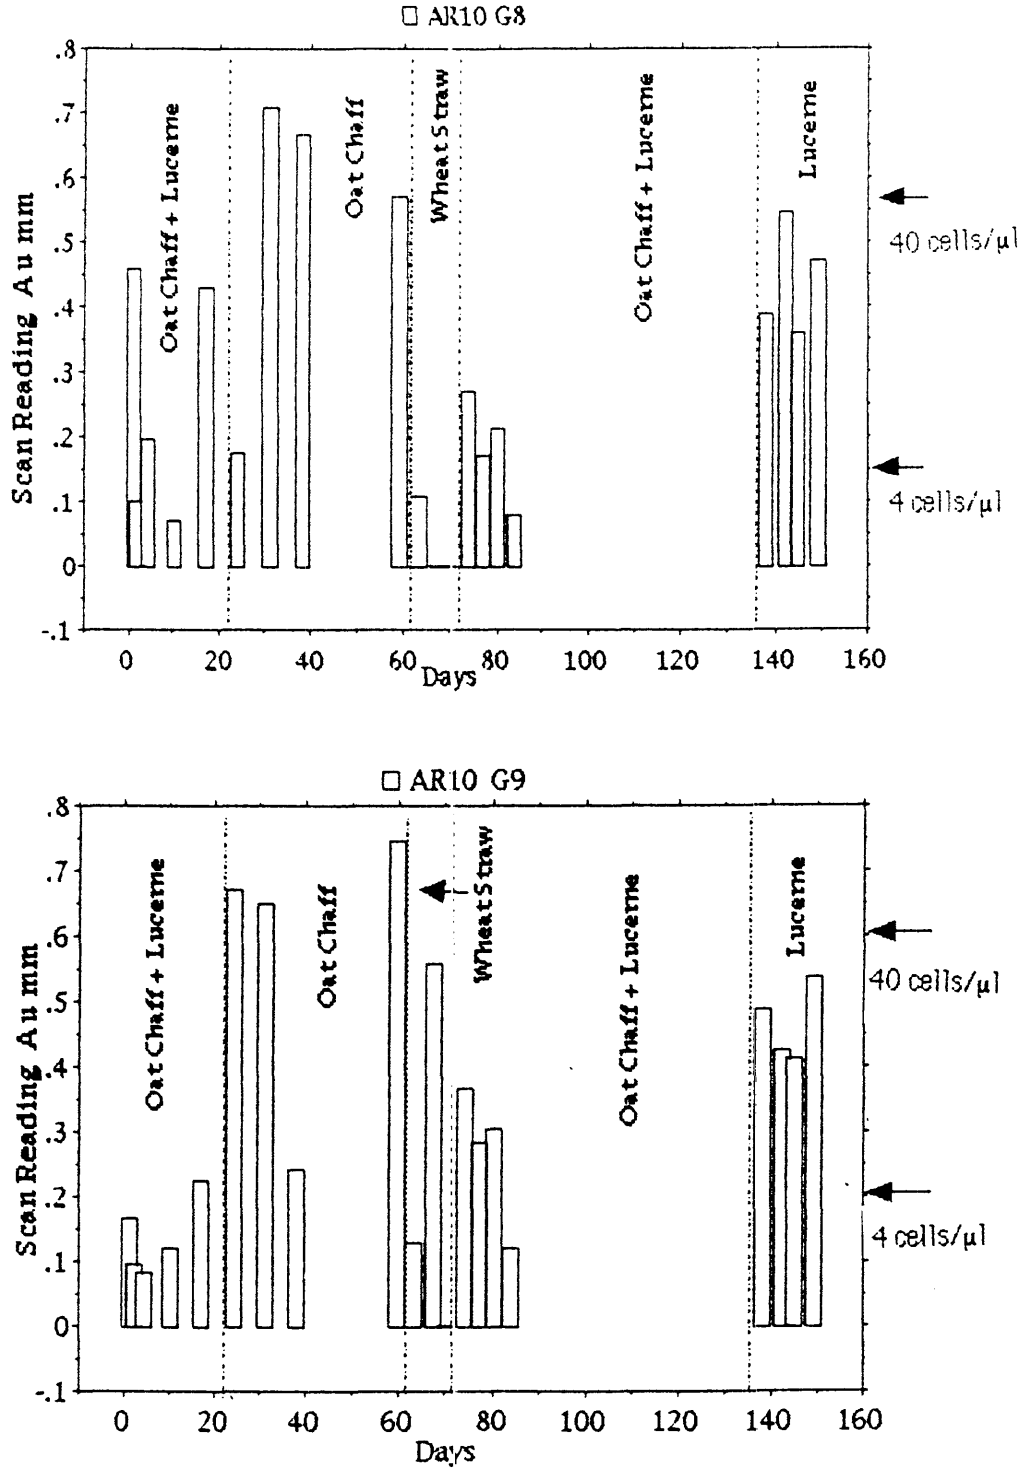 AR10 G8
.8
.7
.6
.5
.4
.3
.2
.1
0
-.1
Scan Reading Au mm
Oat Chaff + Lucerne
Oat Chaff
Wheat Straw
Oat Chaff + Lucerne
Lucerne
40 cells/µl
4 cells/µl
0 20 40 60 80 100 120 140 160
Days
AR10 G9
.8
.7
.6
.5
.4
.3
.2
.1
0
-.1
Scan Reading Au mm
Oat Chaff + Lucerne
Oat Chaff
Wheat Straw
Oat Chaff + Lucerne
Lucerne
40 cells/µl
4 cells/µl
0 20 40 60 80 100 120 140 160
Days